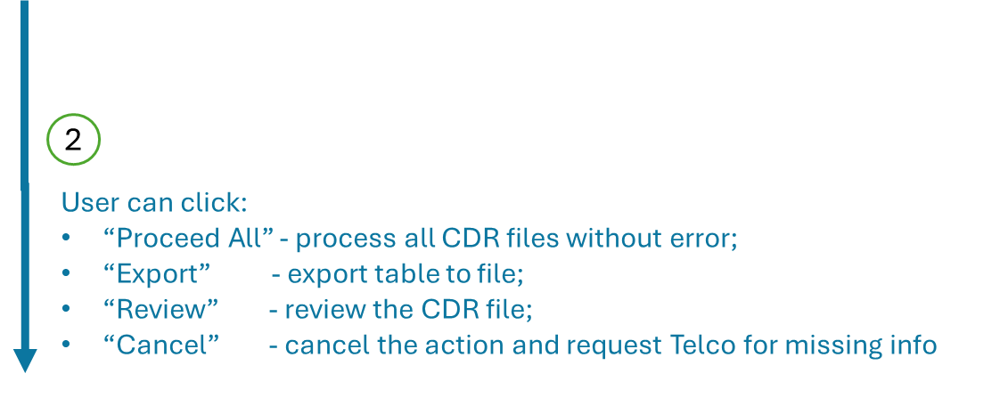 2
User can click:
• “Proceed All” - process all CDR files without error;
• “Export” - export table to file;
• “Review” - review the CDR file;
• “Cancel” - cancel the action and request Telco for missing info